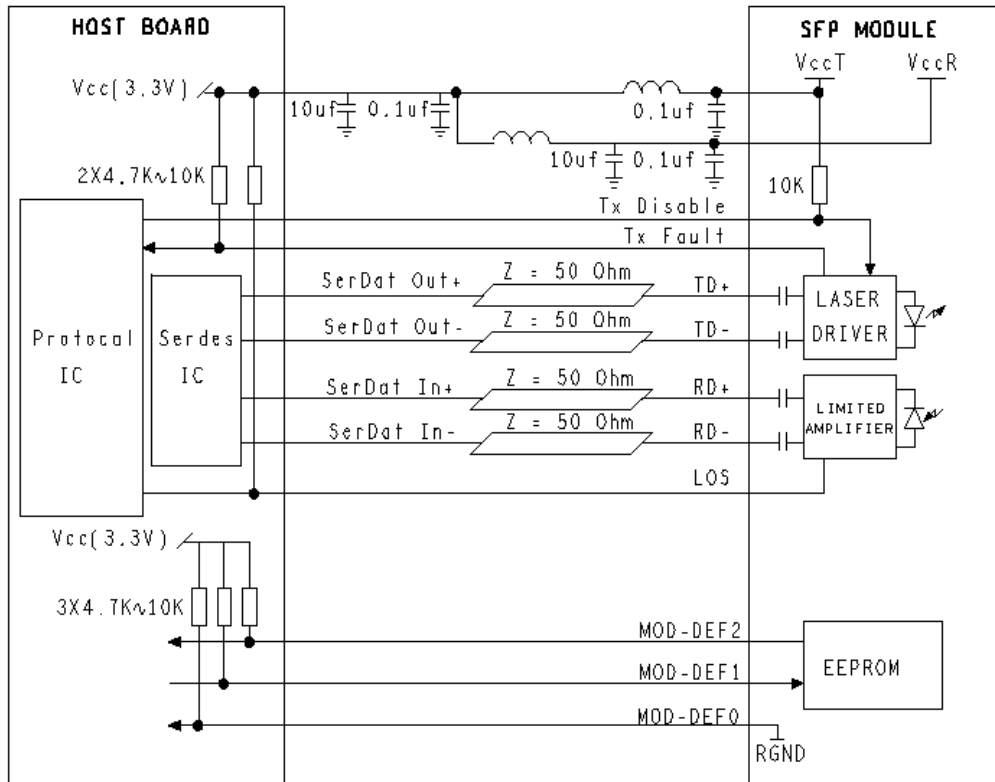 HOST BOARD
SFP MODULE
VccT
VccR
Vcc(3.3V)
10uf
0.1uf
0.1uf
10uf
0.1uf
2X4.7K~10K
10K
Tx Disable
Tx Fault
Protocal
IC
Serdes
IC
SerDat Out+
Z = 50 Ohm
TD+
SerDat Out-
Z = 50 Ohm
TD-
LASER
DRIVER
SerDat In+
Z = 50 Ohm
RD+
SerDat In-
Z = 50 Ohm
RD-
LIMITED
AMPLIFIER
LOS
Vcc(3.3V)
3X4.7K~10K
MOD-DEF2
MOD-DEF1
MOD-DEF0
EEPROM
RGND